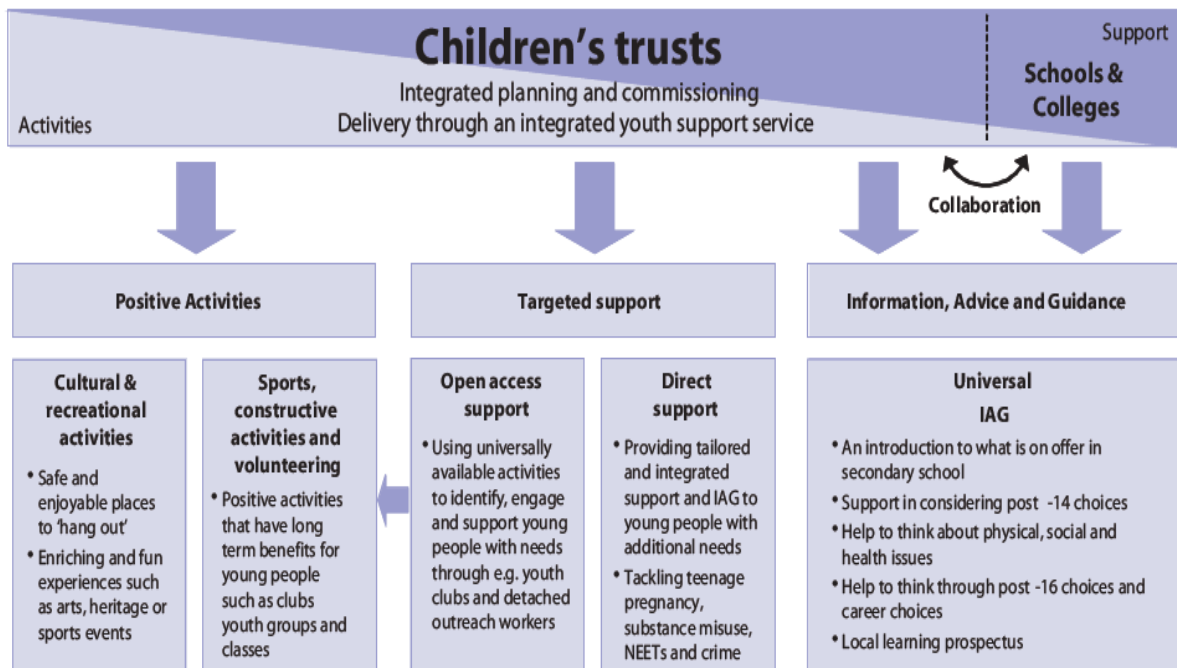 Children's trusts
Integrated planning and commissioning
Delivery through an integrated youth support service
Activities
Support
Schools &
Colleges
Collaboration
Positive Activities
Targeted support
Information, Advice and Guidance
Cultural &
recreational
activities
• Safe and
enjoyable places
to ‘hang out’
• Enriching and fun
experiences such
as arts, heritage or
sports events
Sports,
constructive
activities and
volunteering
• Positive activities
that have long
term benefits for
young people
such as clubs
youth groups and
classes
Open access
support
• Using universally
available activities
to identify, engage
and support young
people with needs
through e.g. youth
clubs and detached
outreach workers
Direct
support
• Providing tailored
and integrated
support and IAG to
young people with
additional needs
• Tackling teenage
pregnancy,
substance misuse,
NEETs and crime
Universal
IAG
• An introduction to what is on offer in
secondary school
• Support in considering post -14 choices
• Help to think about physical, social and
health issues
• Help to think through post -16 choices and
career choices
• Local learning prospectus